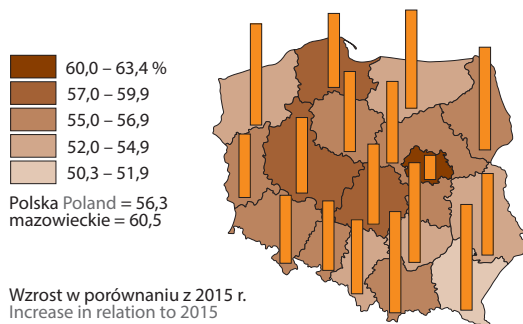 60,0 – 63,4 %
57,0 – 59,9
55,0 – 56,9
52,0 – 54,9
50,3 – 51,9
Polska Poland = 56,3
mazowieckie = 60,5
Wzrost w porównaniu z 2015 r.
Increase in relation to 2015